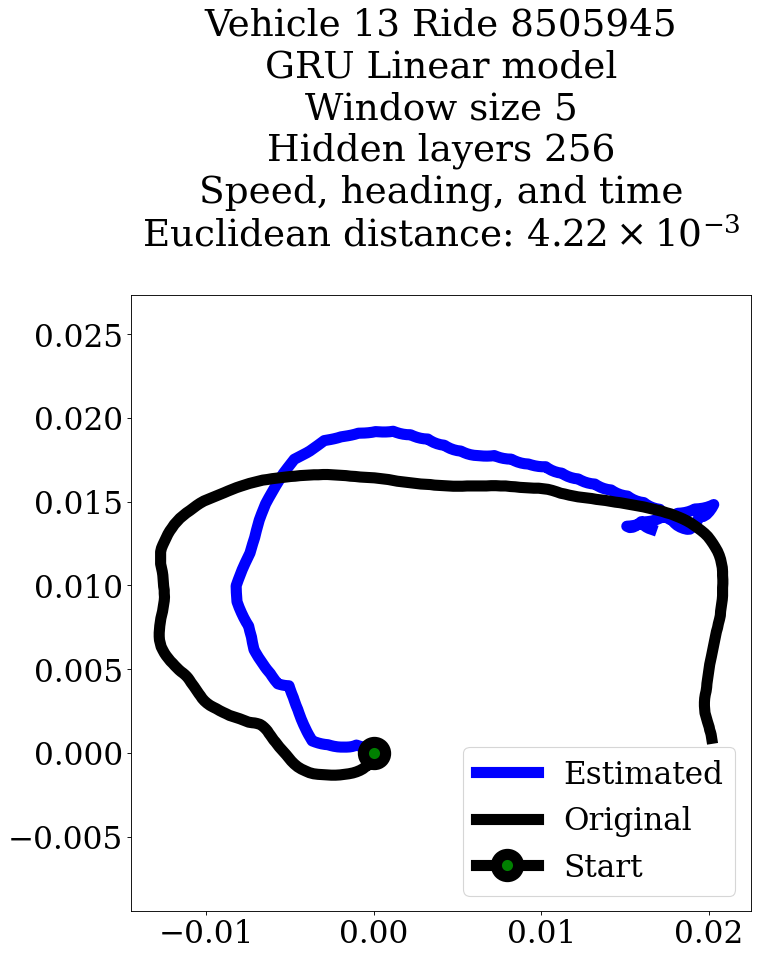 Vehicle 13 Ride 8505945
GRU Linear model
Window size 5
Hidden layers 256
Speed, heading, and time
Euclidean distance: 4.22 × 10⁻³
0.025
0.020
0.015
0.010
0.005
0.000
−0.005
−0.01
0.00
0.01
0.02
Estimated
Original
Start